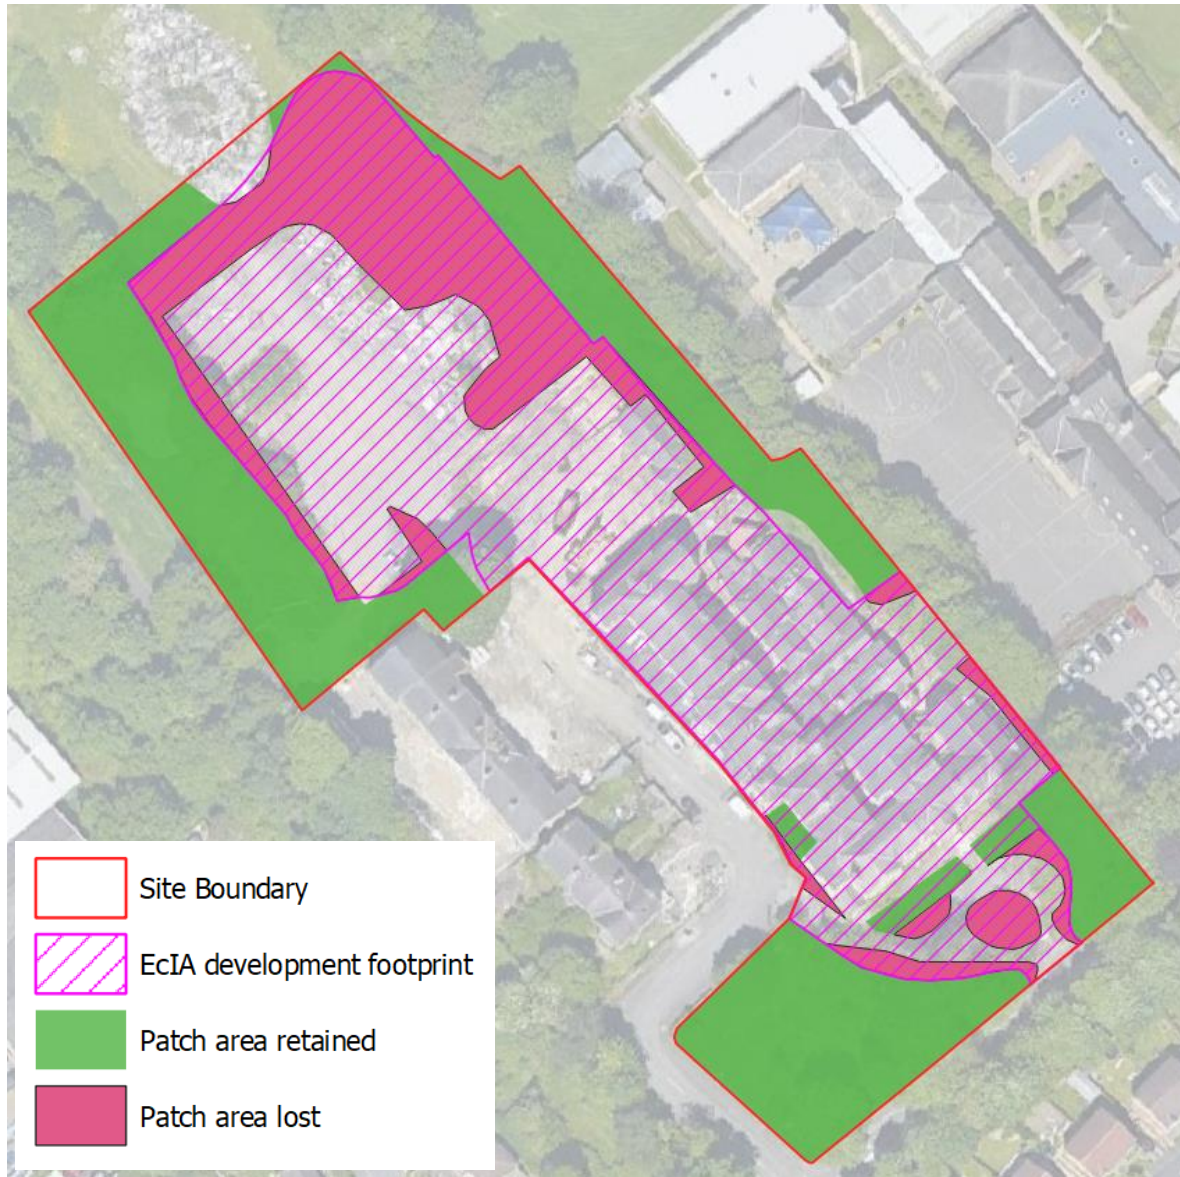 Site Boundary
EcIA development footprint
Patch area retained
Patch area lost